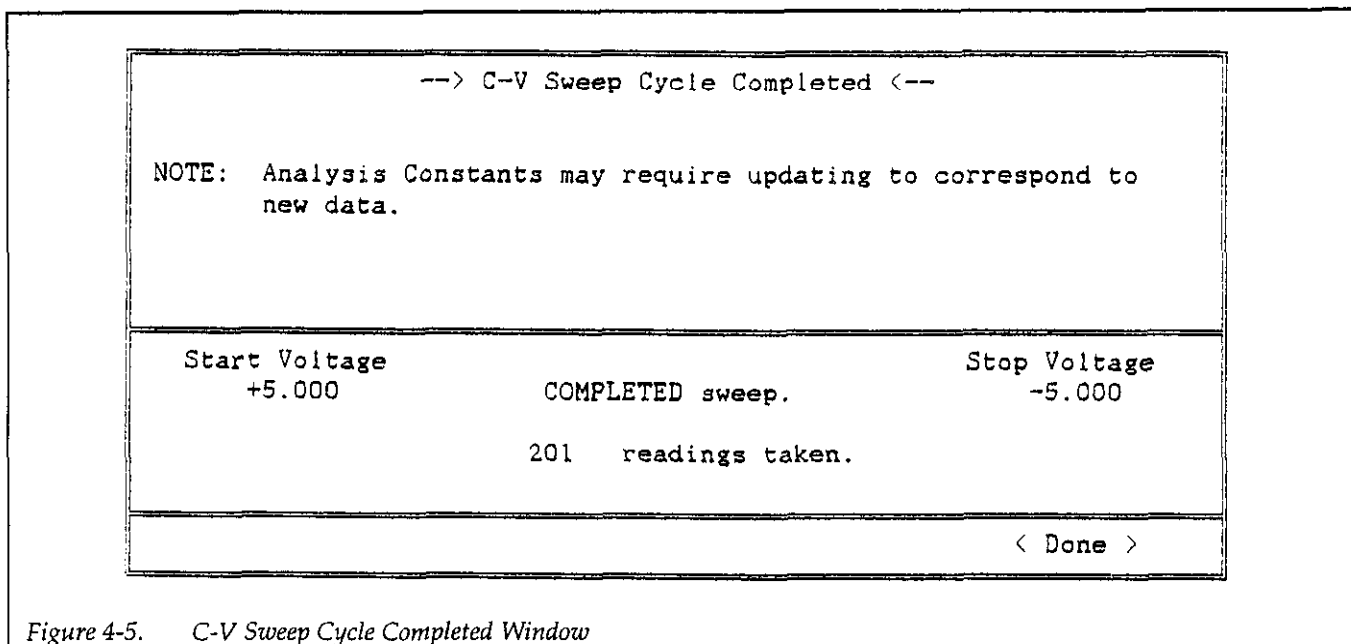 --> C-V Sweep Cycle Completed <--
NOTE: Analysis Constants may require updating to correspond to
new data.
Start Voltage Stop Voltage
+5.000 COMPLETED sweep. -5.000
201 readings taken.
< Done >
Figure 4-5. C-V Sweep Cycle Completed Window